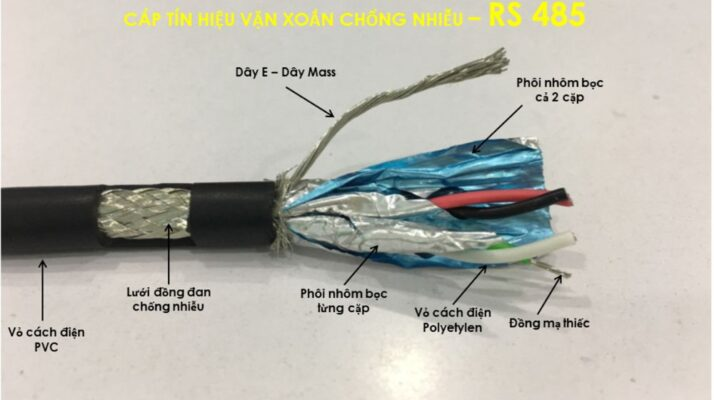 CÁP TÍN HIỆU VẶN XOẮN CHỐNG NHIỄU – RS 485
Dây E – Dây Mass
Phôi nhôm bọc
cả 2 cặp
Lưới đồng đan
chống nhiễu
Phôi nhôm bọc
từng cặp
Vỏ cách điện
Polyetylen
Đồng mạ thiếc
Vỏ cách điện
PVC